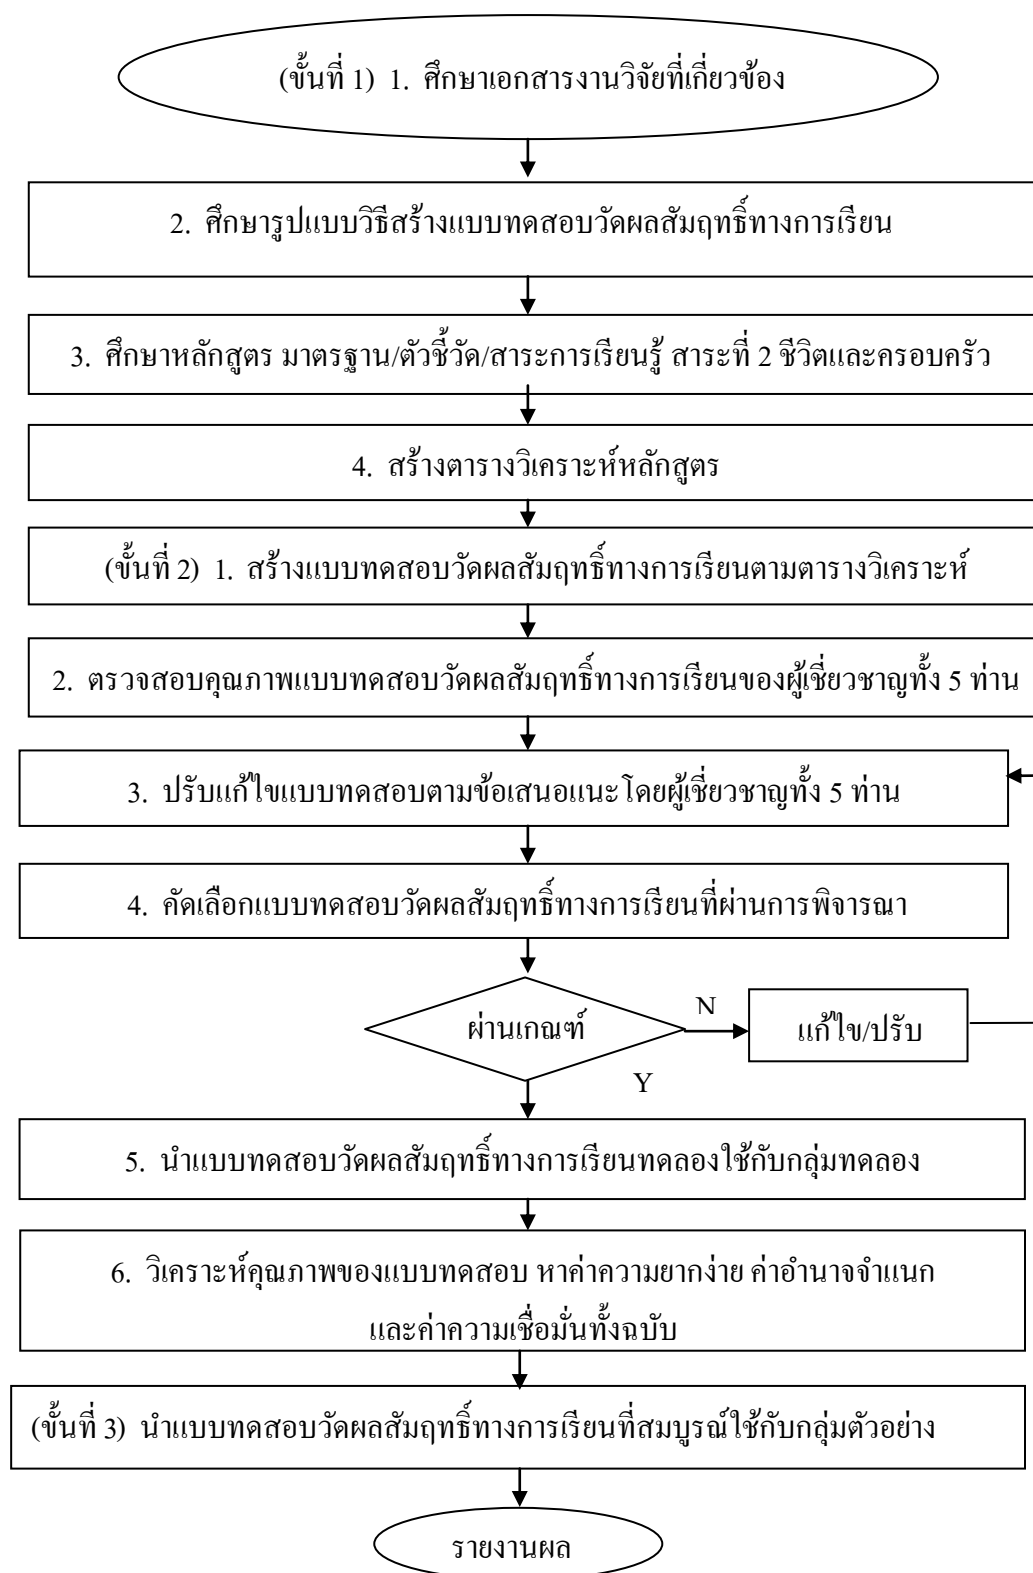 (ขั้นที่ 1) 1. ศึกษาเอกสารงานวิจัยที่เกี่ยวข้อง
2. ศึกษารูปแบบวิธีสร้างแบบทดสอบวัดผลสัมฤทธิ์ทางการเรียน
3. ศึกษาหลักสูตร มาตรฐาน/ตัวชี้วัด/สาระการเรียนรู้ สาระที่ 2 ชีวิตและครอบครัว
4. สร้างตารางวิเคราะห์หลักสูตร
(ขั้นที่ 2) 1. สร้างแบบทดสอบวัดผลสัมฤทธิ์ทางการเรียนตามตารางวิเคราะห์
2. ตรวจสอบคุณภาพแบบทดสอบวัดผลสัมฤทธิ์ทางการเรียนของผู้เชี่ยวชาญทั้ง 5 ท่าน
3. ปรับแก้ไขแบบทดสอบตามข้อเสนอแนะโดยผู้เชี่ยวชาญทั้ง 5 ท่าน
4. คัดเลือกแบบทดสอบวัดผลสัมฤทธิ์ทางการเรียนที่ผ่านการพิจารณา
ผ่านเกณฑ์
N
แก้ไข/ปรับ
Y
5. นำแบบทดสอบวัดผลสัมฤทธิ์ทางการเรียนทดลองใช้กับกลุ่มทดลอง
6. วิเคราะห์คุณภาพของแบบทดสอบ หาค่าความยากง่าย ค่าอำนาจจำแนก
และค่าความเชื่อมั่นทั้งฉบับ
(ขั้นที่ 3) นำแบบทดสอบวัดผลสัมฤทธิ์ทางการเรียนที่สมบูรณ์ใช้กับกลุ่มตัวอย่าง
รายงานผล